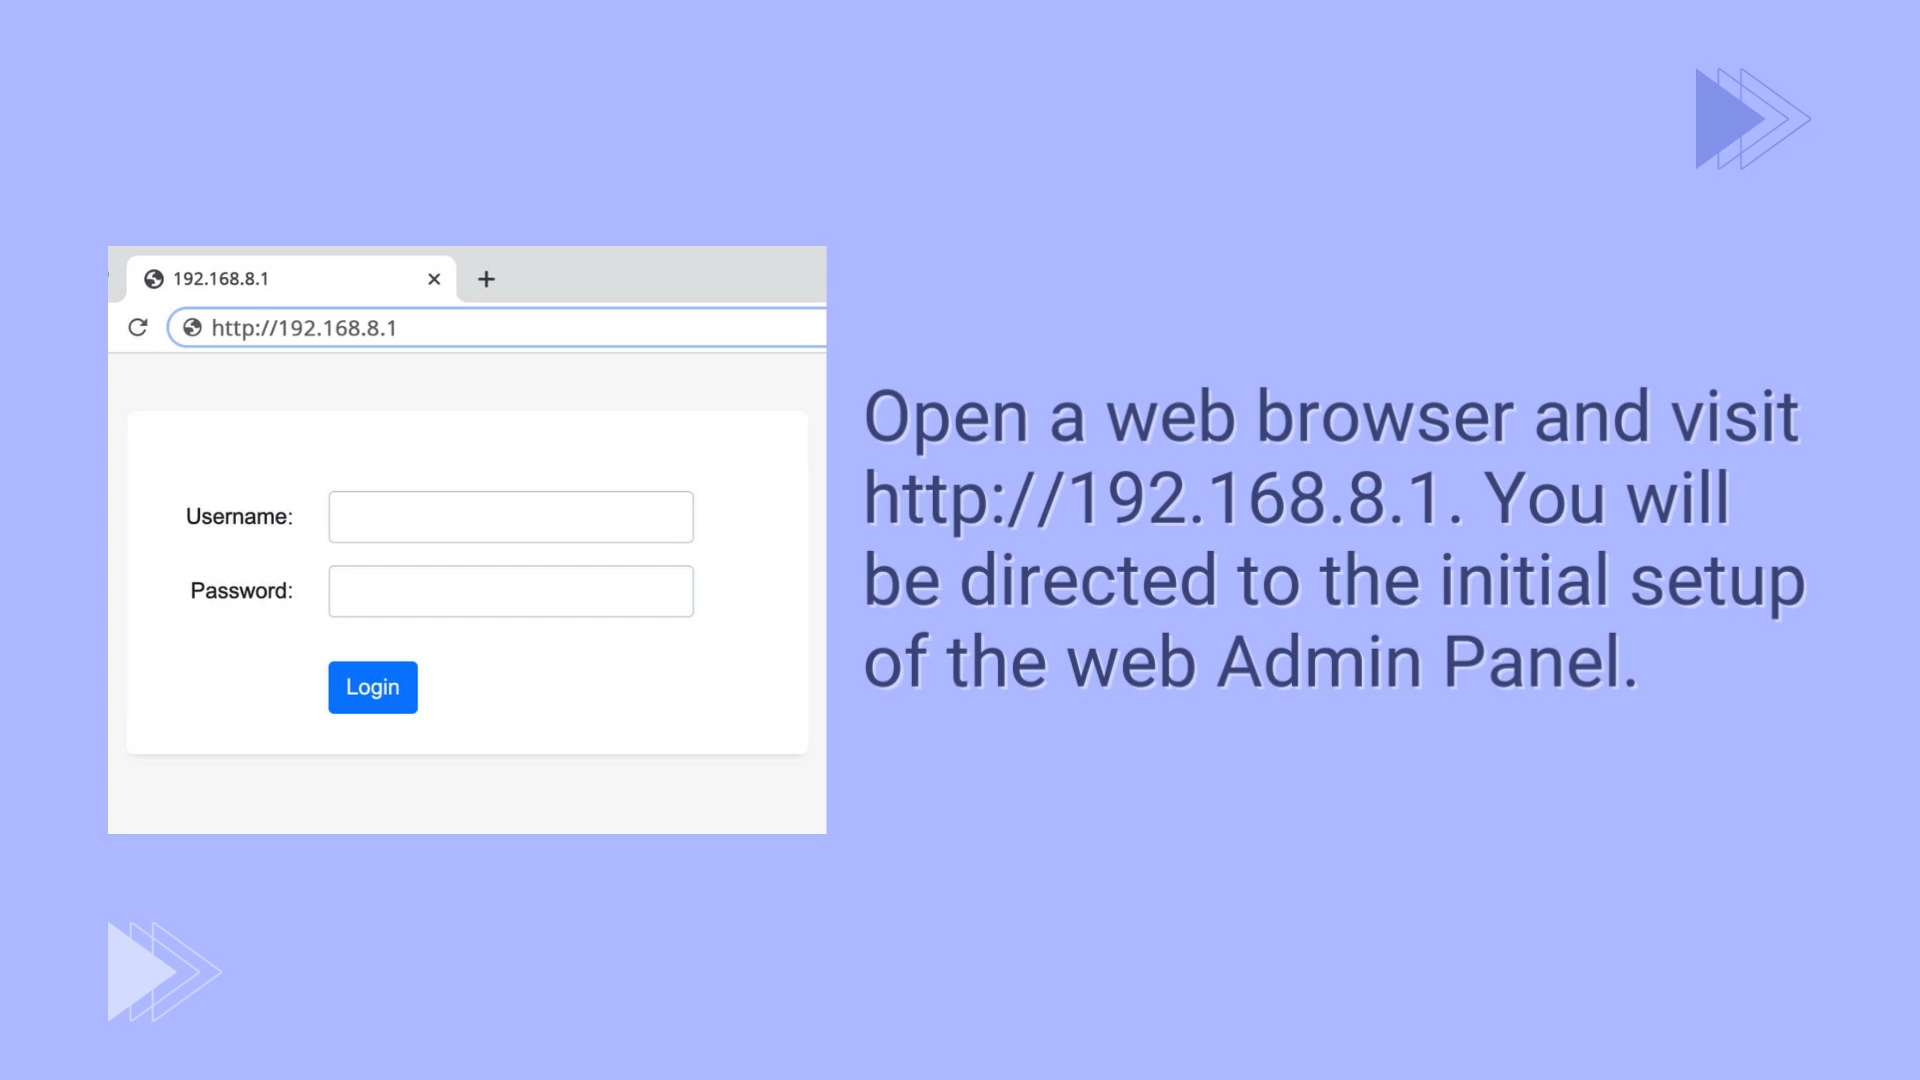 192.168.8.1
http://192.168.8.1
Username:
Password:
Login
Open a web browser and visit
http://192.168.8.1. You will
be directed to the initial setup
of the web Admin Panel.